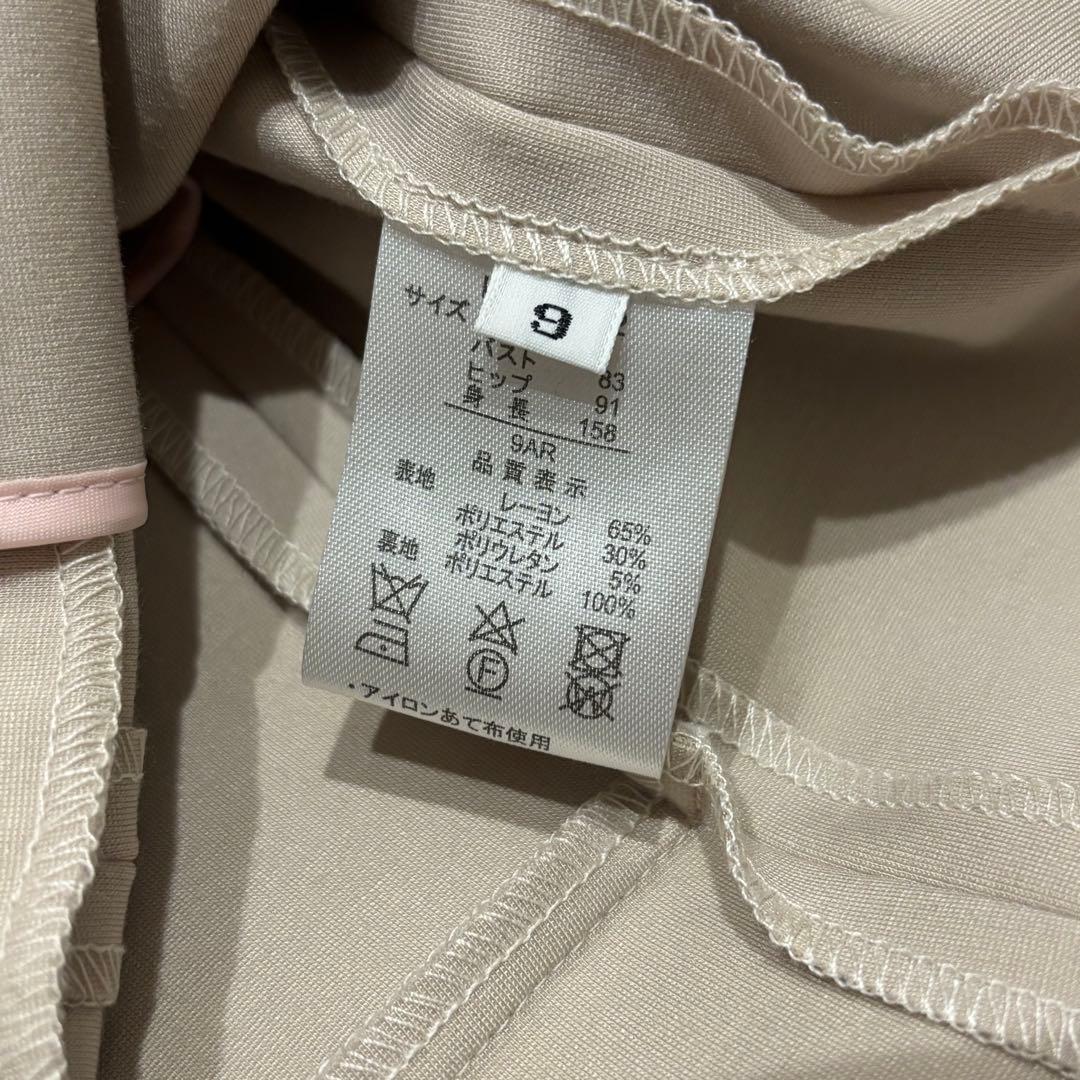 9
サイズ
バスト 83
ヒップ 91
身長 158
9AR
品質表示
表地 レーヨン 65%
ポリエステル 30%
ポリウレタン 5%
裏地 ポリエステル 100%
F
・アイロンあて布使用